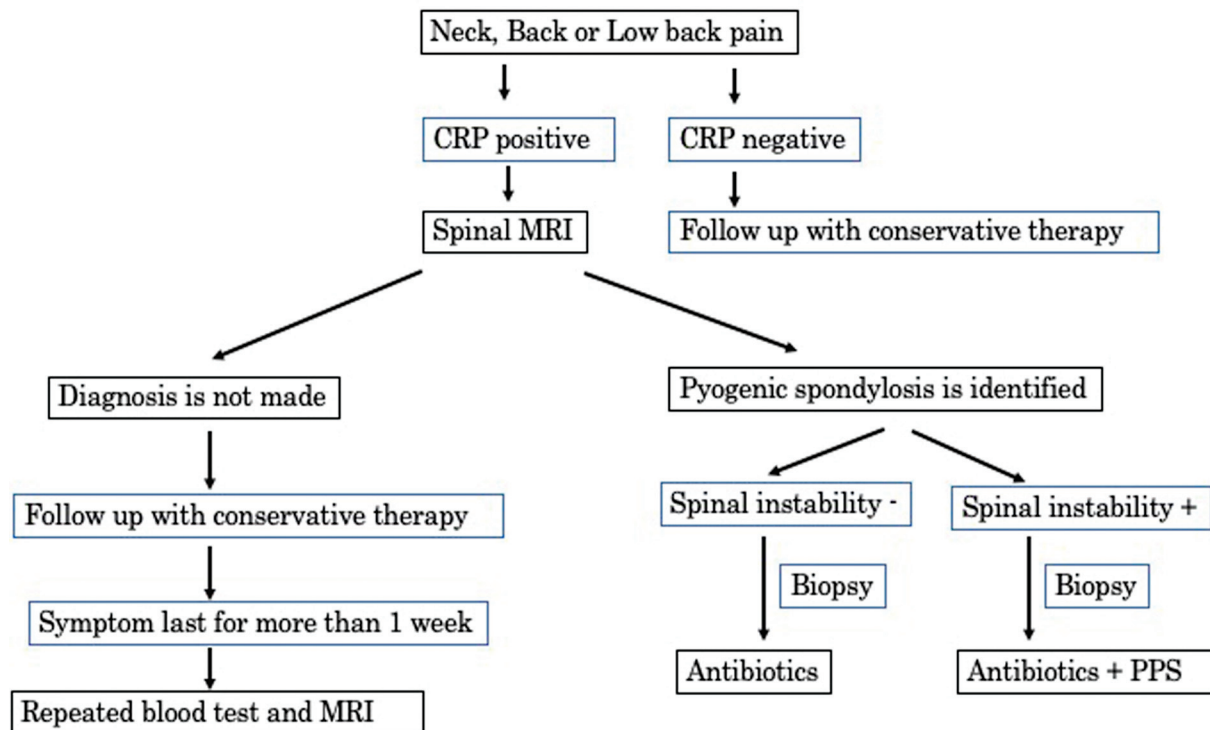 Neck, Back or Low back pain
CRP positive
CRP negative
Spinal MRI
Follow up with conservative therapy
Diagnosis is not made
Pyogenic spondylosis is identified
Follow up with conservative therapy
Spinal instability -
Spinal instability +
Biopsy
Biopsy
Symptom last for more than 1 week
Antibiotics
Antibiotics + PPS
Repeated blood test and MRI